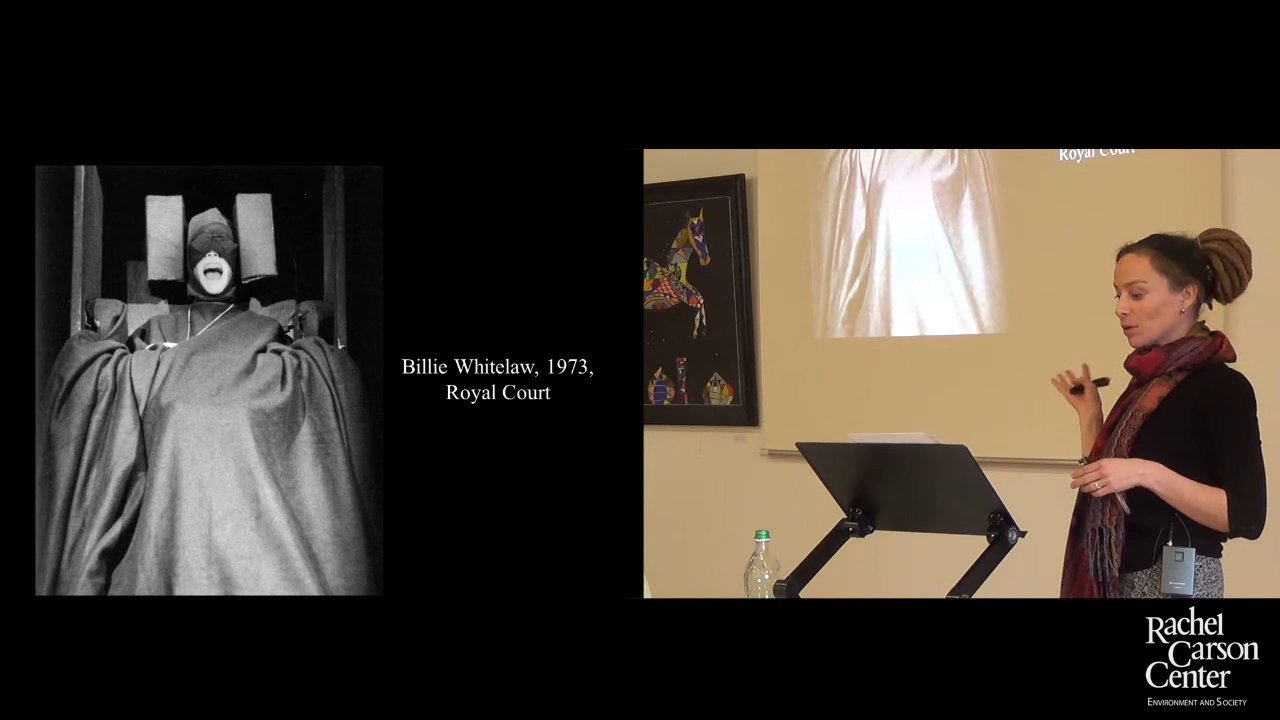 Billie Whitelaw, 1973,
Royal Court
Royal Court
Rachel
Carson
Center
ENVIRONMENT AND SOCIETY